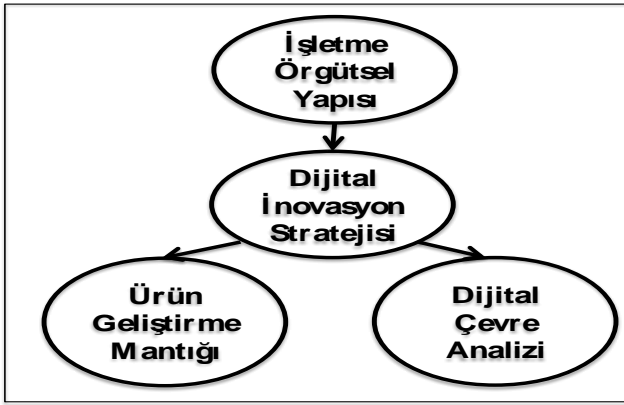 İşletme
Örgütsel
Yapısı
Dijital
İnovasyon
Stratejisi
Ürün
Geliştirme
Mantığı
Dijital
Çevre
Analizi